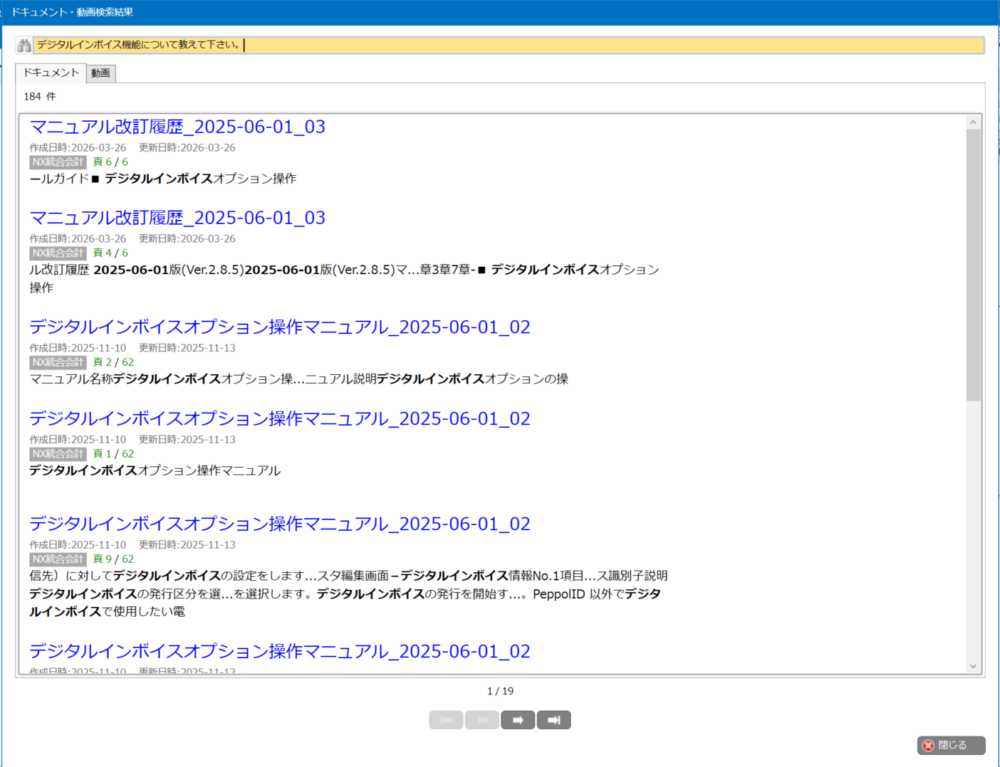 ドキュメント・動画検索結果
デジタルインボイス機能について教えて下さい。
ドキュメント 動画
184 件
マニュアル改訂履歴_2025-06-01_03
作成日時:2026-03-26 更新日時:2026-03-26
NX統合会計 頁 6 / 6
ールガイド■ デジタルインボイスオプション操作
マニュアル改訂履歴_2025-06-01_03
作成日時:2026-03-26 更新日時:2026-03-26
NX統合会計 頁 4 / 6
ル改訂履歴 2025-06-01版(Ver.2.8.5)2025-06-01版(Ver.2.8.5)マ...章3章7章-■ デジタルインボイスオプション
操作
デジタルインボイスオプション操作マニュアル_2025-06-01_02
作成日時:2025-11-10 更新日時:2025-11-13
NX統合会計 頁 2 / 62
マニュアル名称デジタルインボイスオプション操...ニュアル説明デジタルインボイスオプションの操
デジタルインボイスオプション操作マニュアル_2025-06-01_02
作成日時:2025-11-10 更新日時:2025-11-13
NX統合会計 頁 1 / 62
デジタルインボイスオプション操作マニュアル
デジタルインボイスオプション操作マニュアル_2025-06-01_02
作成日時:2025-11-10 更新日時:2025-11-13
NX統合会計 頁 9 / 62
信先）に対してデジタルインボイスの設定をします...スタ編集画面－デジタルインボイス情報No.1項目...ス識別子説明
デジタルインボイスの発行区分を選...を選択します。デジタルインボイスの発行を開始す...。PeppolID 以外でデジタ
ルインボイスで使用したい電
デジタルインボイスオプション操作マニュアル_2025-06-01_02
作成日時:2025-11-10 更新日時:2025-11-13
1 / 19
閉じる